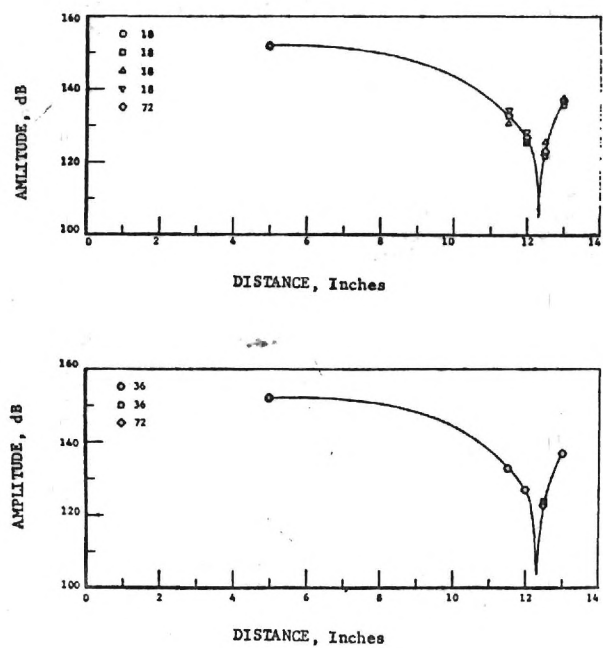 160
○ 18
□ 18
△ 18
▽ 18
◇ 72
140
120
100
AMLITUDE, dB
0 2 4 6 8 10 12 14
DISTANCE, Inches
160
○ 36
□ 36
◇ 72
140
120
100
AMPLITUDE, dB
0 2 4 6 8 10 12 14
DISTANCE, Inches